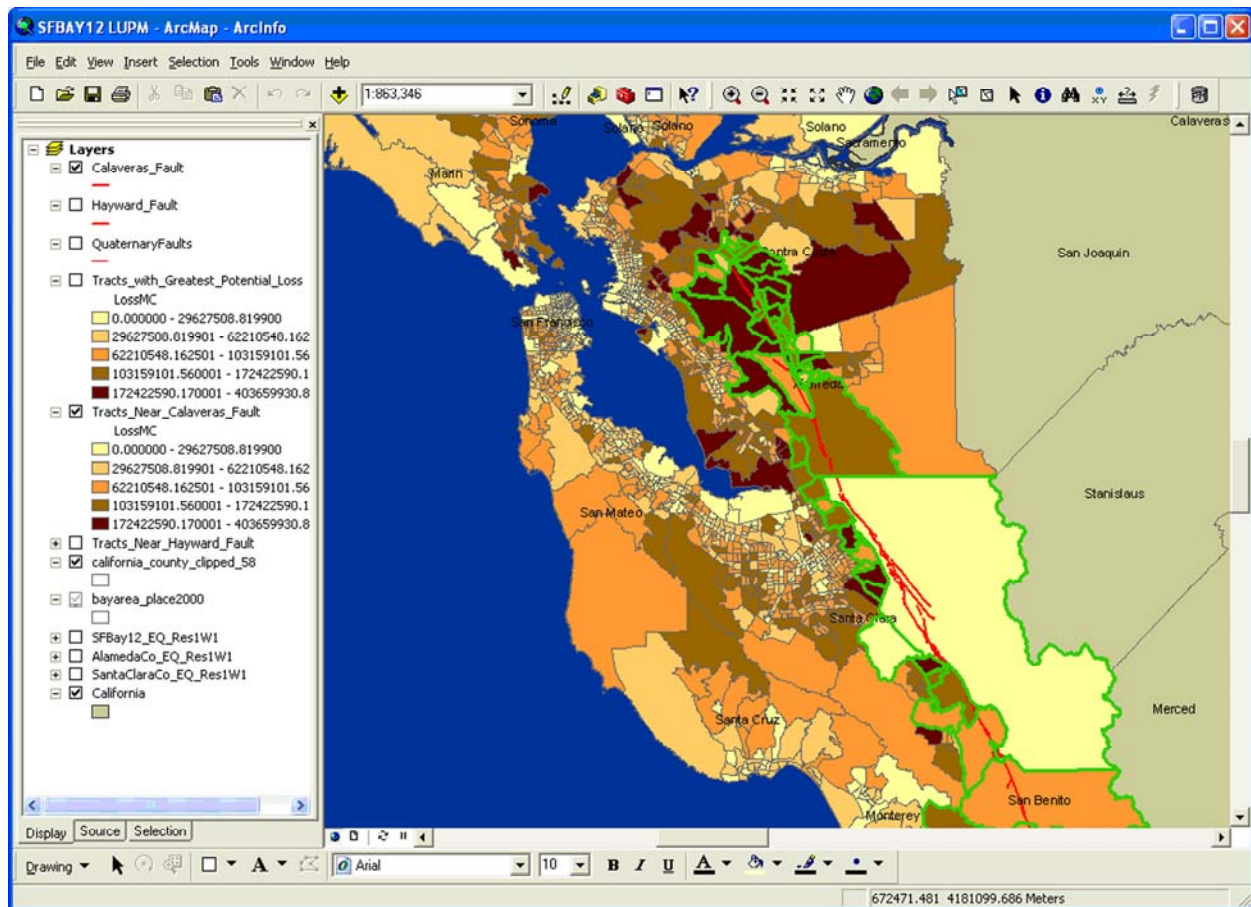 SFBAY12 LUPM - ArcMap - ArcInfo
File Edit View Insert Selection Tools Window Help
1:863,346
Layers
Calaveras_Fault
Hayward_Fault
QuaternaryFaults
Tracts_with_Greatest_Potential_Loss
LossMC
0.000000 - 29627508.819900
29627500.019901 - 62210540.162
62210548.162501 - 103159101.56
103159101.560001 - 172422590.1
172422590.170001 - 403659930.8
Tracts_Near_Calaveras_Fault
LossMC
0.000000 - 29627508.819900
29627508.819901 - 62210548.162
62210548.162501 - 103159101.56
103159101.560001 - 172422590.1
172422590.170001 - 403659930.8
Tracts_Near_Hayward_Fault
california_county_clipped_58
bayarea_place2000
SFBay12_EQ_Res1W1
AlamedaCo_EQ_Res1W1
SantaClaraCo_EQ_Res1W1
California
Display Source Selection
Sonoma
Solano
Solano
Solano
Sacramento
Calaveras
Marin
Contra Costa
San Joaquin
San Francisco
Alameda
Stanislaus
San Mateo
Santa Clara
Merced
Santa Cruz
San Benito
Monterey
Drawing
A
Arial
10
B I U A
672471.481 4181099.686 Meters